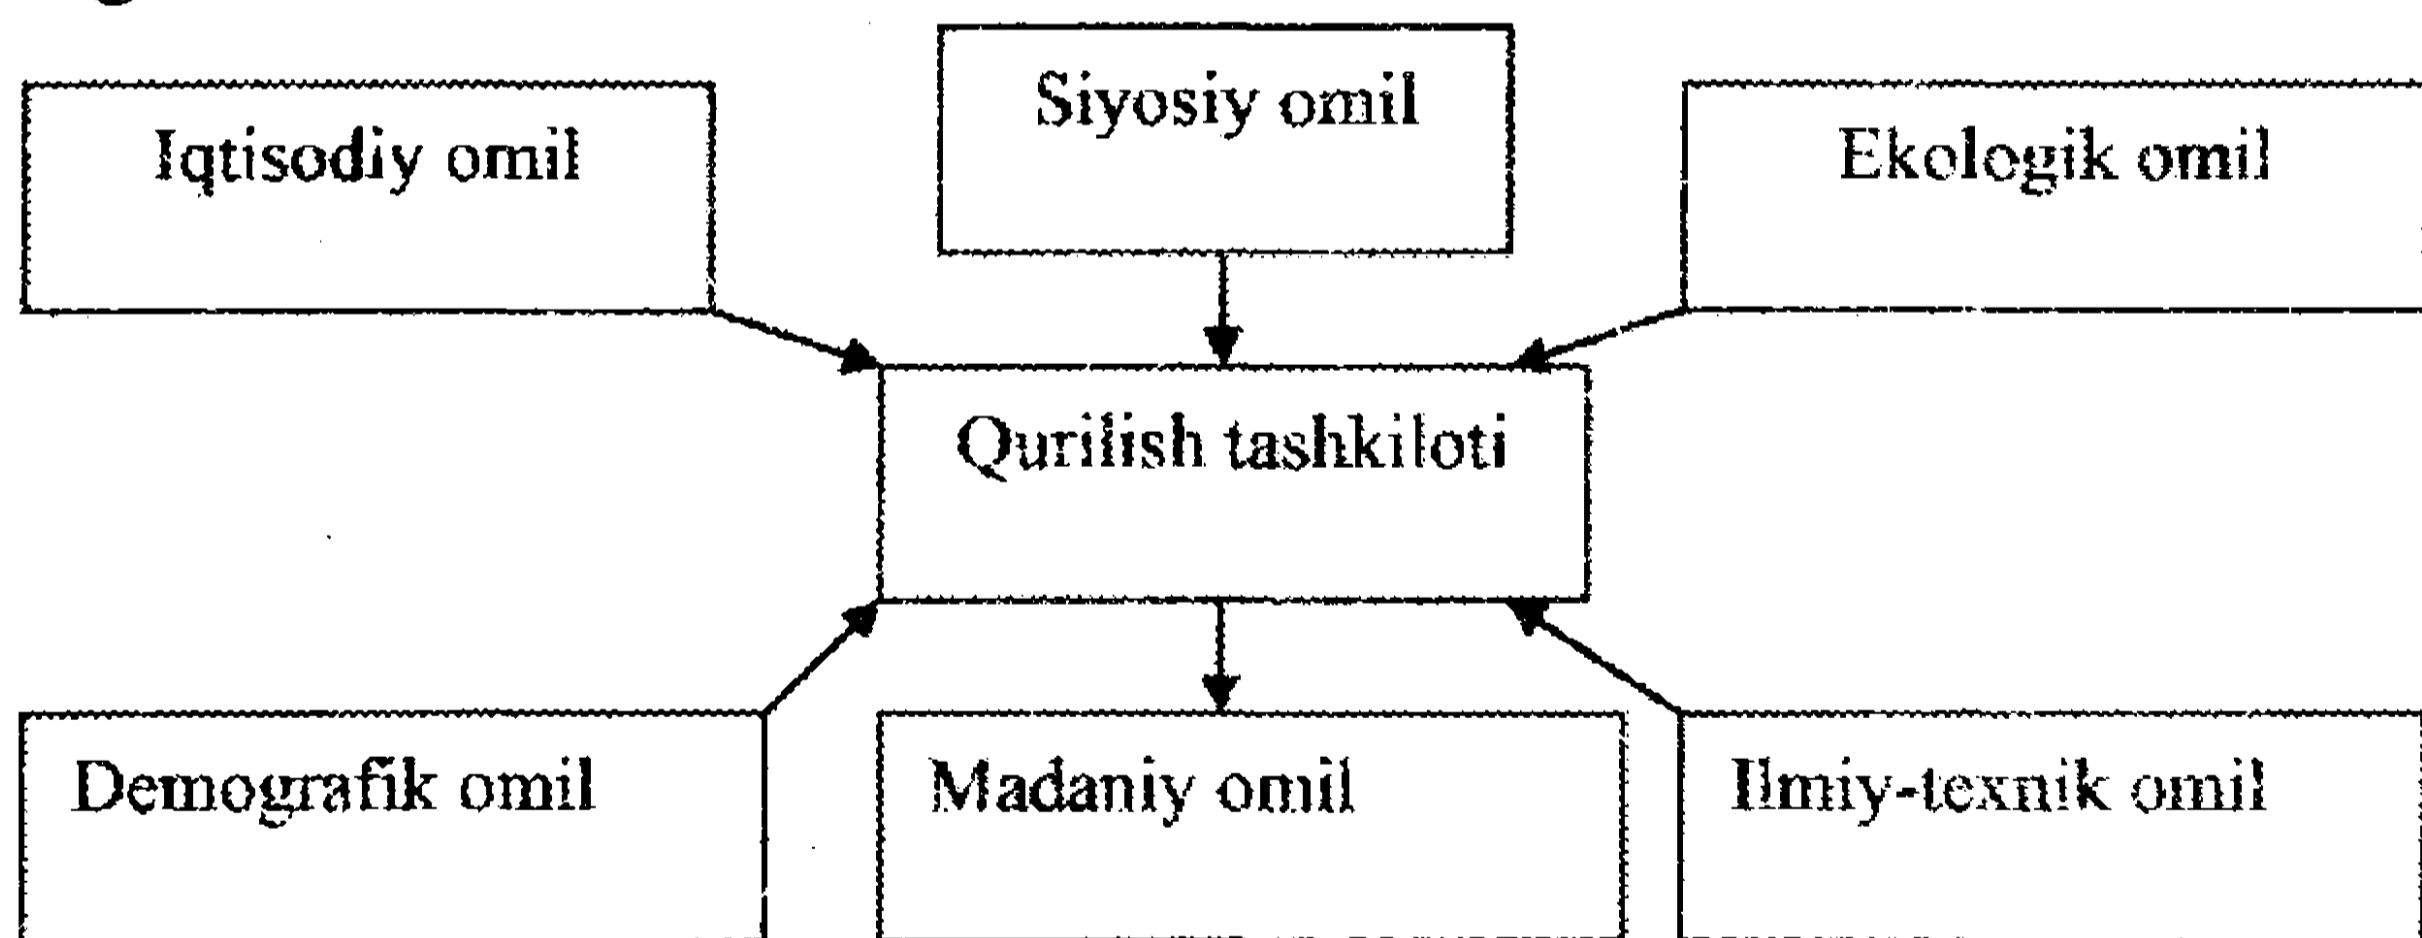 Siyosiy omil
Iqtisodiy omil
Ekologik omil
Qurilish tashkiloti
Demografik omil
Madaniy omil
Ilmiy-texnik omil